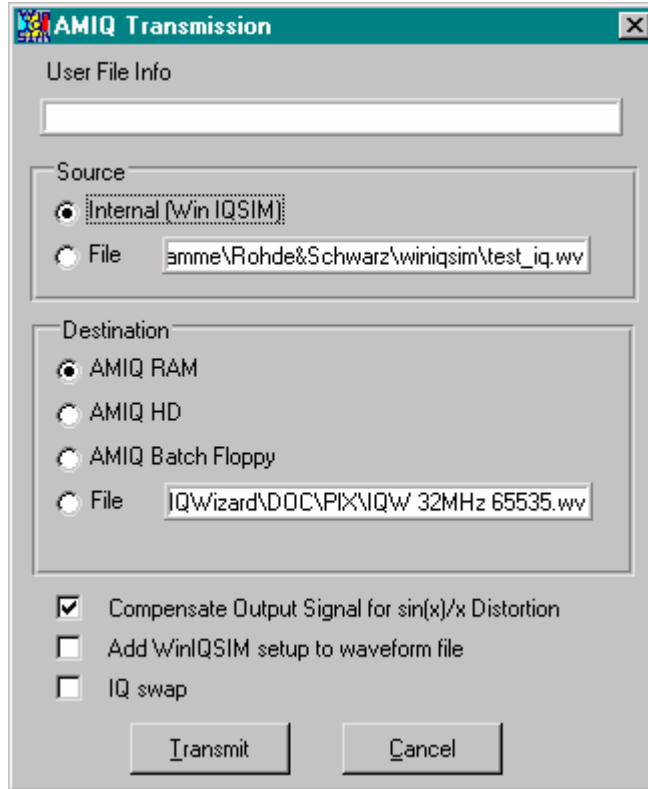 AMIQ Transmission
User File Info
Source
Internal (Win IQSIM)
File amme\Rohde&Schwarz\winiqsim\test_iq.wv
Destination
AMIQ RAM
AMIQ HD
AMIQ Batch Floppy
File IQWizard\DOC\PIX\IQW 32MHz 65535.wv
Compensate Output Signal for sin(x)/x Distortion
Add WinIQSIM setup to waveform file
IQ swap
Transmit Cancel